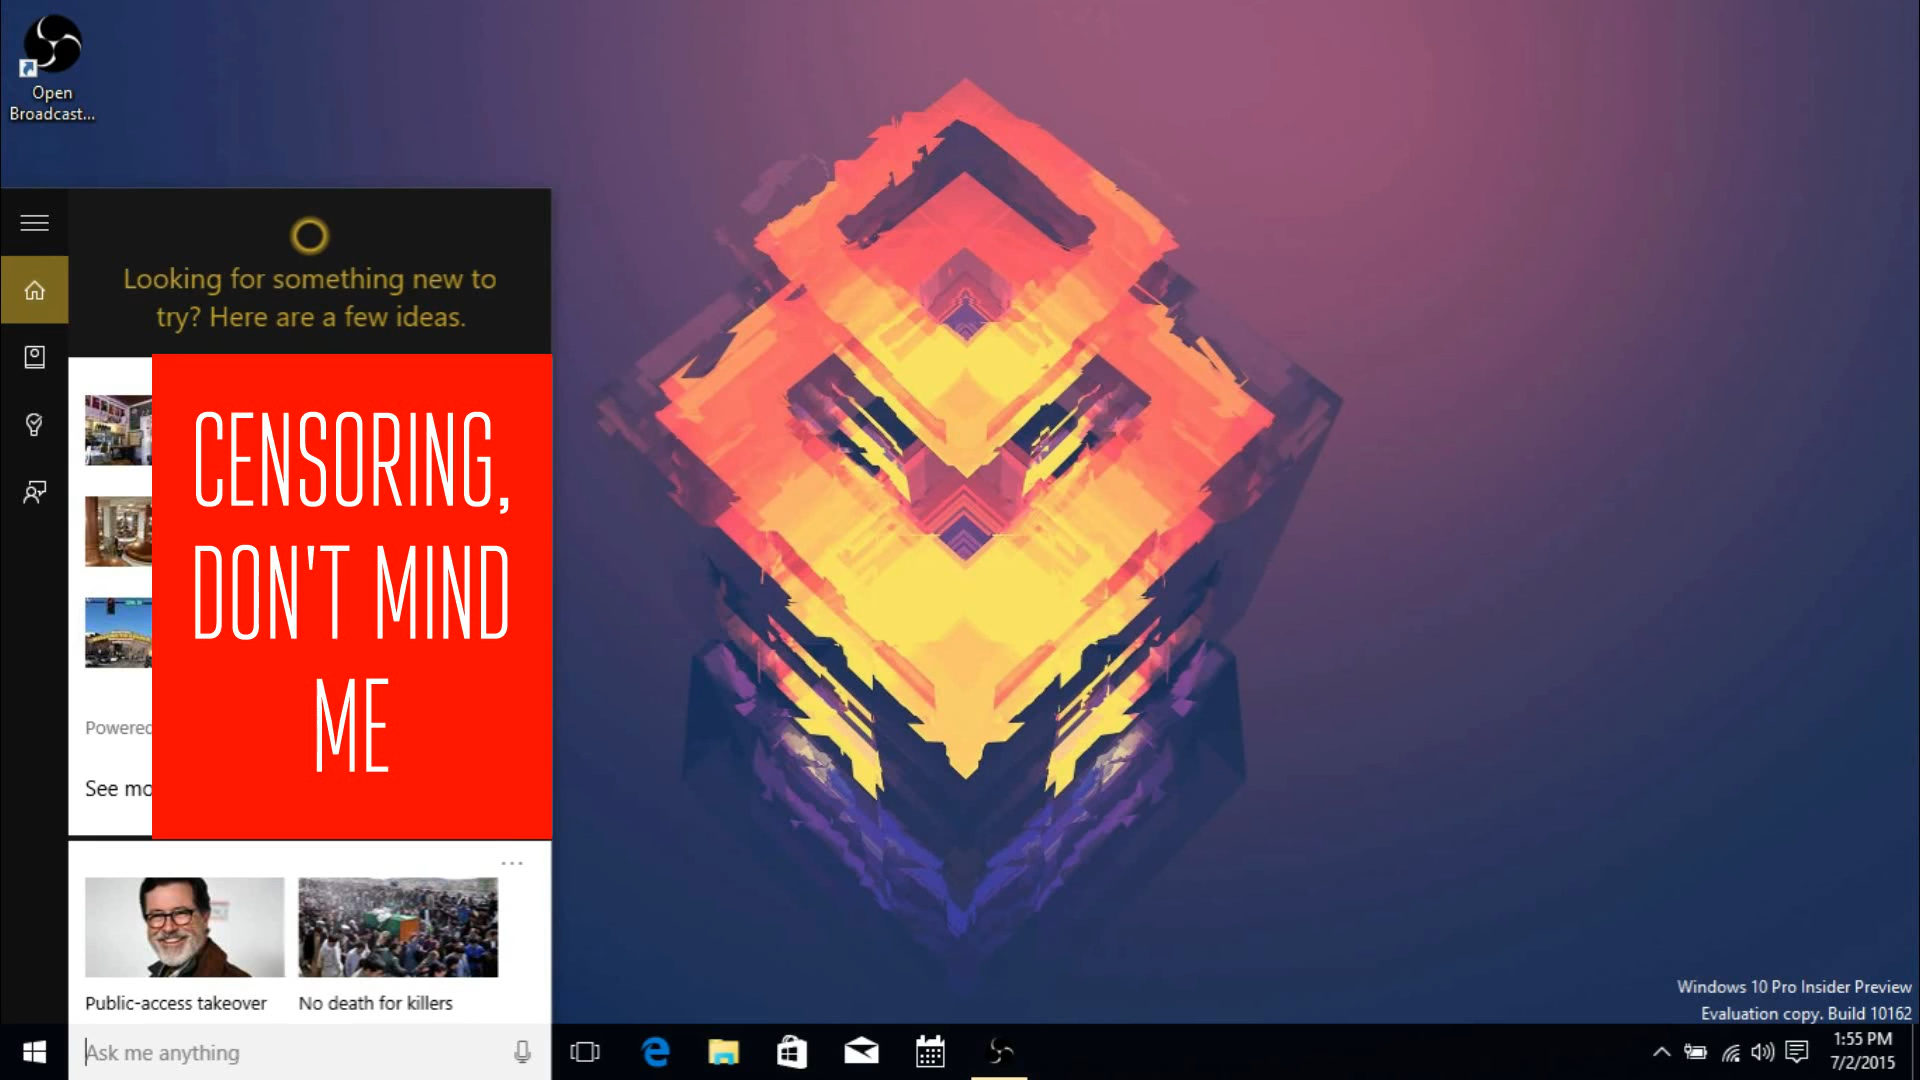 Open
Broadcast...
Looking for something new to
try? Here are a few ideas.
CENSORING,
DON'T MIND
ME
Powered
See mo
Public-access takeover
No death for killers
Ask me anything
Windows 10 Pro Insider Preview
Evaluation copy. Build 10162
1:55 PM
7/2/2015